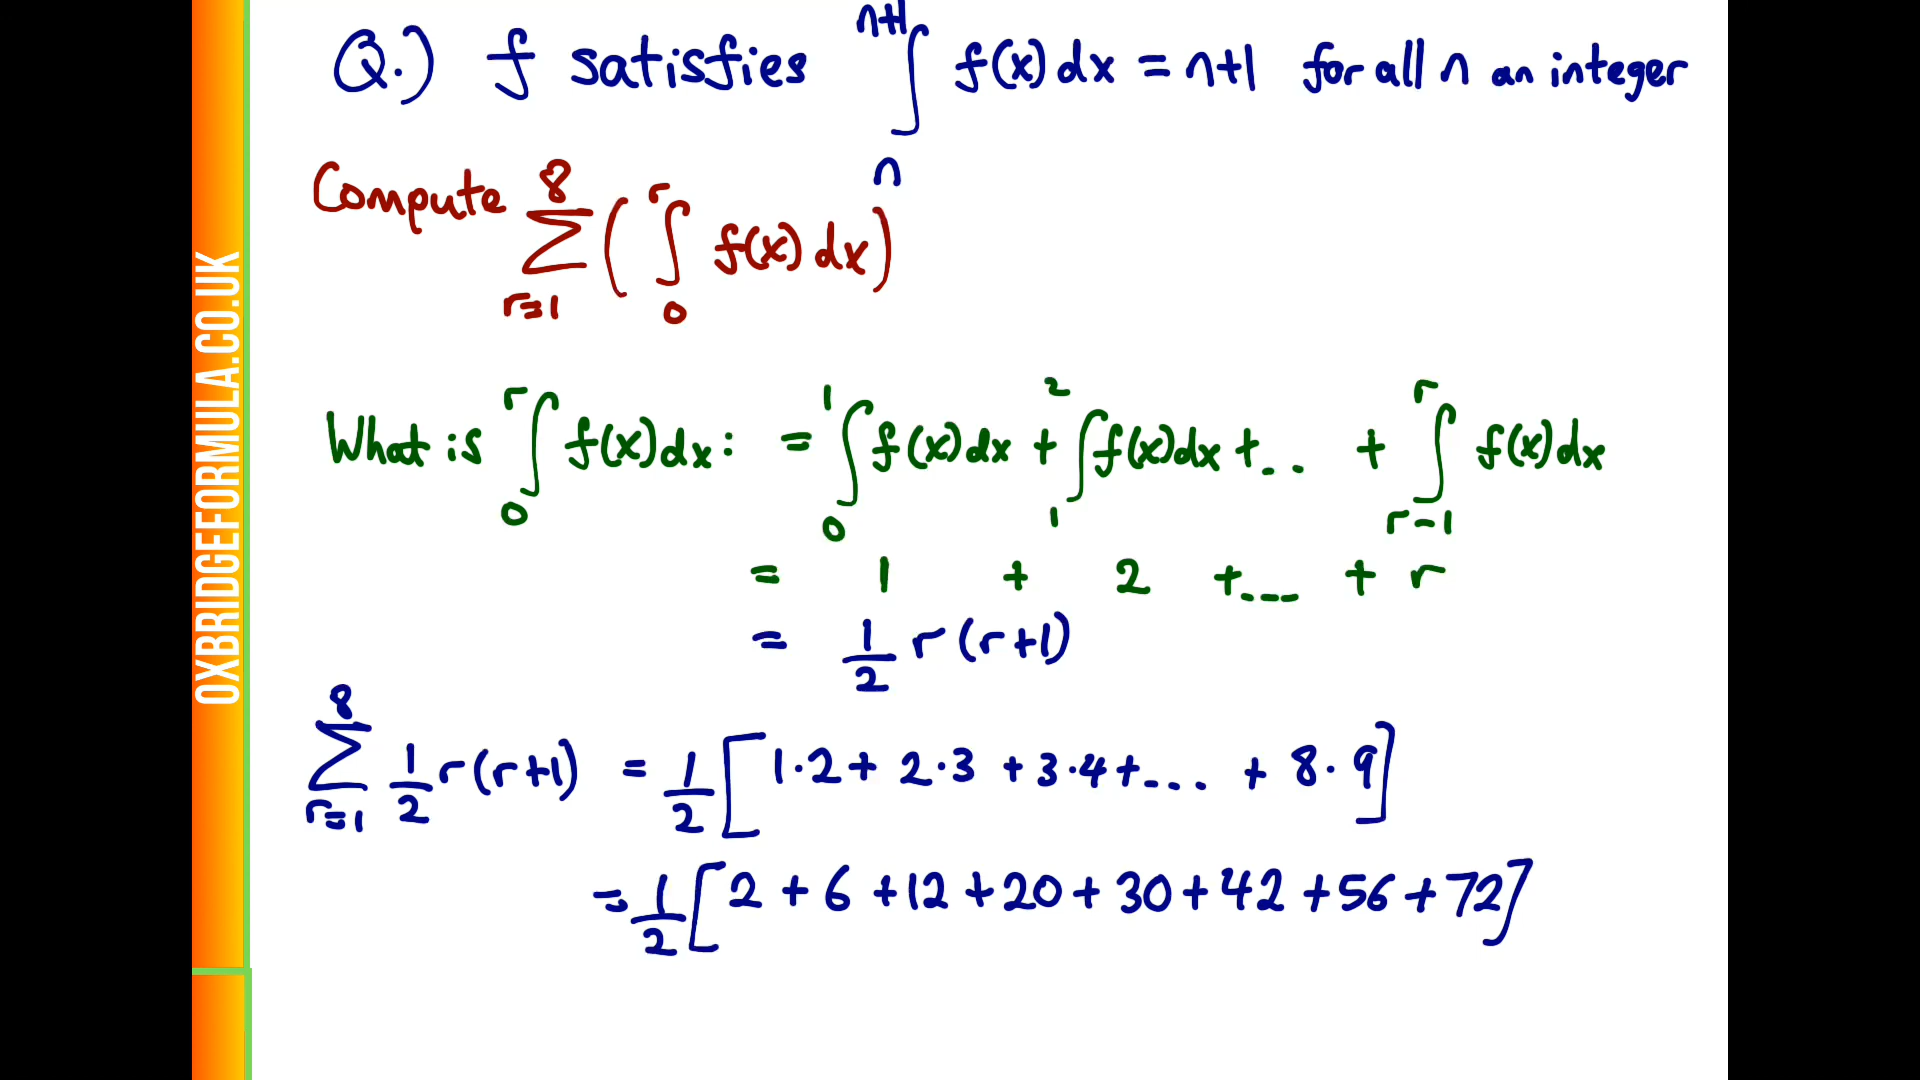 Q.) f satisfies ∫_n^{n+1} f(x) dx = n+1 for all n an integer
Compute ∑_{r=1}^{8} ( ∫_0^r f(x) dx )
What is ∫_0^r f(x) dx : = ∫_0^1 f(x) dx + ∫_1^2 f(x) dx + .. + ∫_{r-1}^r f(x) dx
= 1 + 2 + ... + r
= 1/2 r (r+1)
∑_{r=1}^{8} 1/2 r (r+1) = 1/2 [ 1·2 + 2·3 + 3·4 + ... + 8·9 ]
= 1/2 [ 2 + 6 + 12 + 20 + 30 + 42 + 56 + 72 ]
OXBRIDGEFORMULA.CO.UK